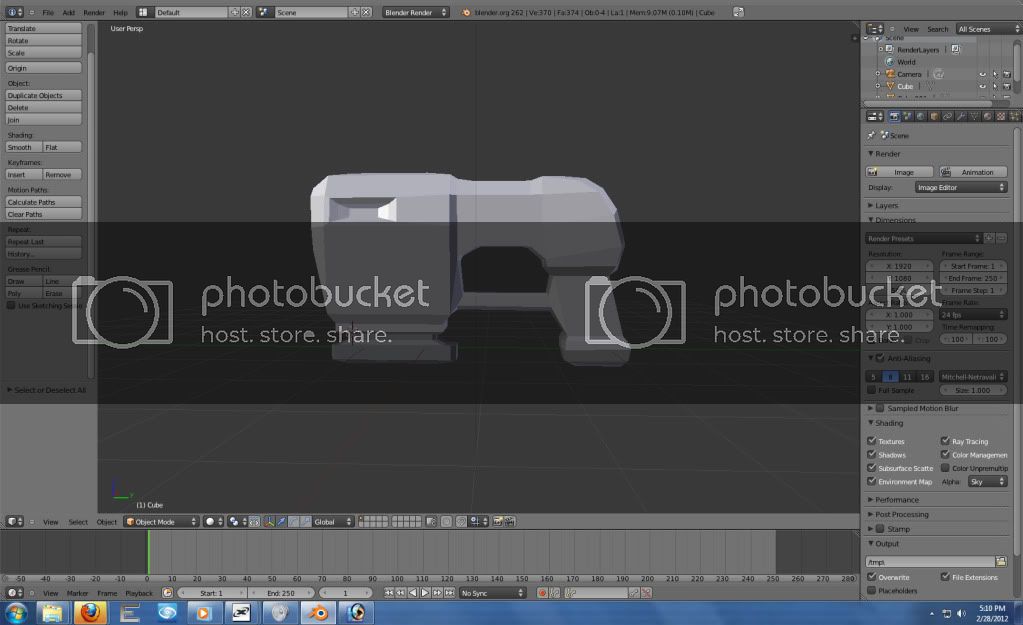 File Add Render Help Default Scene Blender Render blender.org 262 | Ve:370 | Fa:374 | Ob:0-4 | La:1 | Mem:9.07M (0.10M) | Cube
Translate
Rotate
Scale
Origin
Object:
Duplicate Objects
Delete
Join
Shading:
Smooth Flat
Keyframes:
Insert Remove
Motion Paths:
Calculate Paths
Clear Paths
Repeat:
Repeat Last
History...
Grease Pencil:
Draw Line
Poly Erase
Use Sketching
Select or Deselect All
User Persp
photobucket
host. store. share.
photobucket
host. store. share.
(1) Cube
View Search All Scenes
Scene
RenderLayers
World
Camera
Cube
Scene
Render
Image Animation
Display: Image Editor
Layers
Dimensions
Render Presets
Resolution: Frame Range:
X: 1920 Start Frame: 1
1080 End Frame: 250
Frame Step: 1
Frame Rate:
X: 1.000 24 fps
Y: 1.000 Time Remapping:
Crop : 100 : 100
Anti-Aliasing
5 8 11 16 Mitchell-Netravali
Full Sample Size: 1.000
Sampled Motion Blur
Shading
Textures Ray Tracing
Shadows Color Managemen
Subsurface Scatte Color Unpremultip
Environment Map Alpha: Sky
Performance
Post Processing
Stamp
Output
/tmp\
Overwrite File Extensions
Placeholders
View Select Object Object Mode Global
-50 -40 -30 -20 -10 0 10 20 30 40 50 60 70 80 90 100 110 120 130 140 150 160 170 180 190 200 210 220 230 240 250 260 270 280
View Marker Frame Playback Start: 1 End: 250 1 No Sync
5:10 PM
2/28/2012